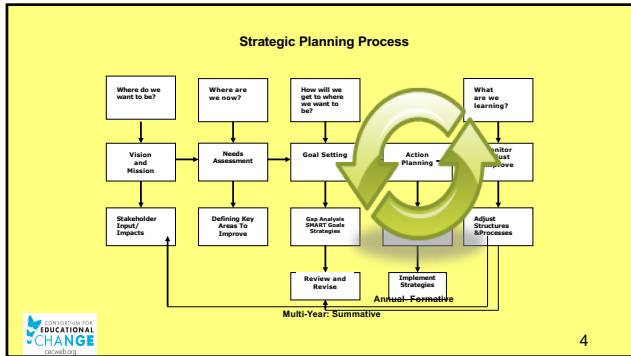 Strategic Planning Process
Where do we
want to be?
Where are
we now?
How will we
get to where
we want to
be?
What
are we
learning?
Vision
and
Mission
Needs
Assessment
Goal Setting
Action
Planning
Stakeholder
Input/
Impacts
Defining Key
Areas To
Improve
Gap Analysis
SMART Goals
Strategies
Adjust
Structures
&Processes
Review and
Revise
Implement
Strategies
Annual- Formative
Multi-Year: Summative
CONSORTIUM FOR
EDUCATIONAL
CHANGE
cecweb.org
4